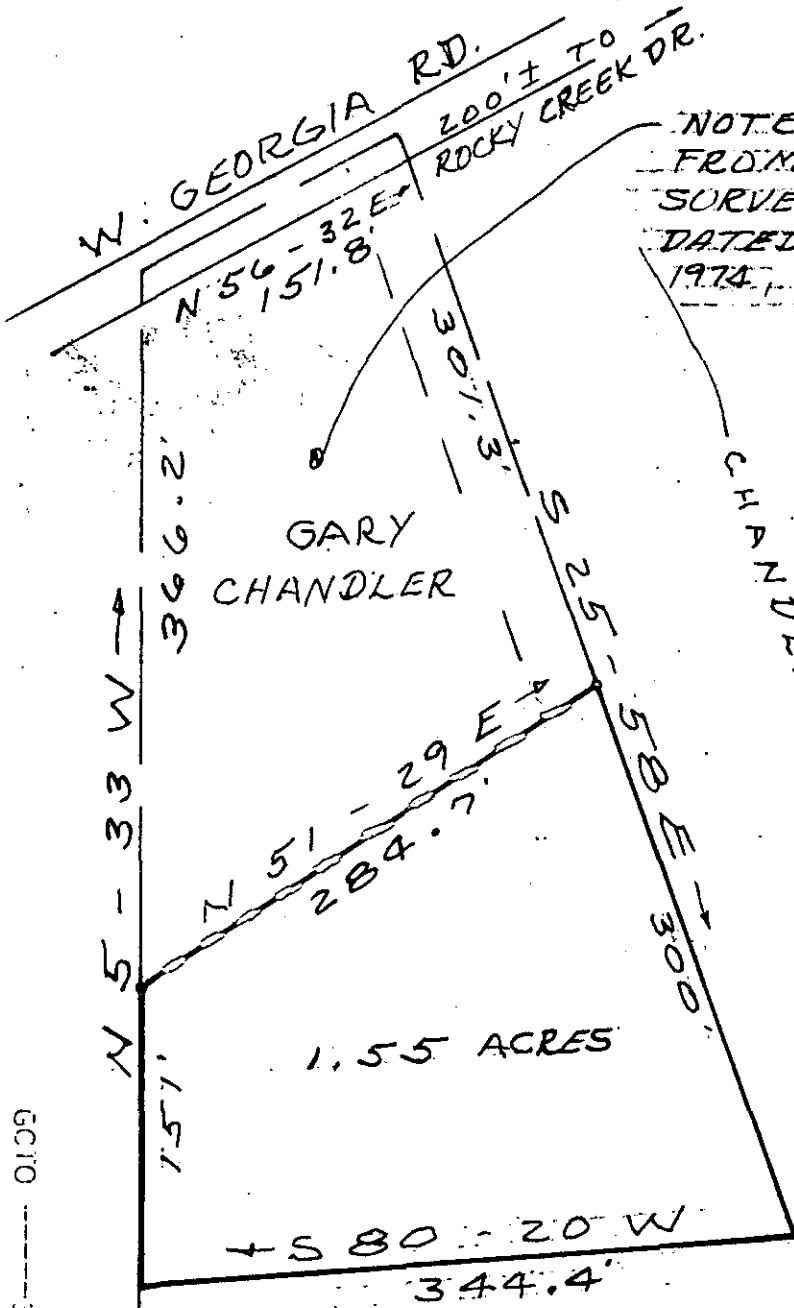 W. GEORGIA RD.
200'± TO
ROCKY CREEK DR.
N 56-32 E
151.8'
NOTE
FROM
SURVE
DATED
1974,
301.3'
S 25-58 E
300'
366.2'
N 5-33 W
151'
GARY
CHANDLER
N 51-29 E
284.7'
1.55 ACRES
S 80-20 W
344.4'
GCTO